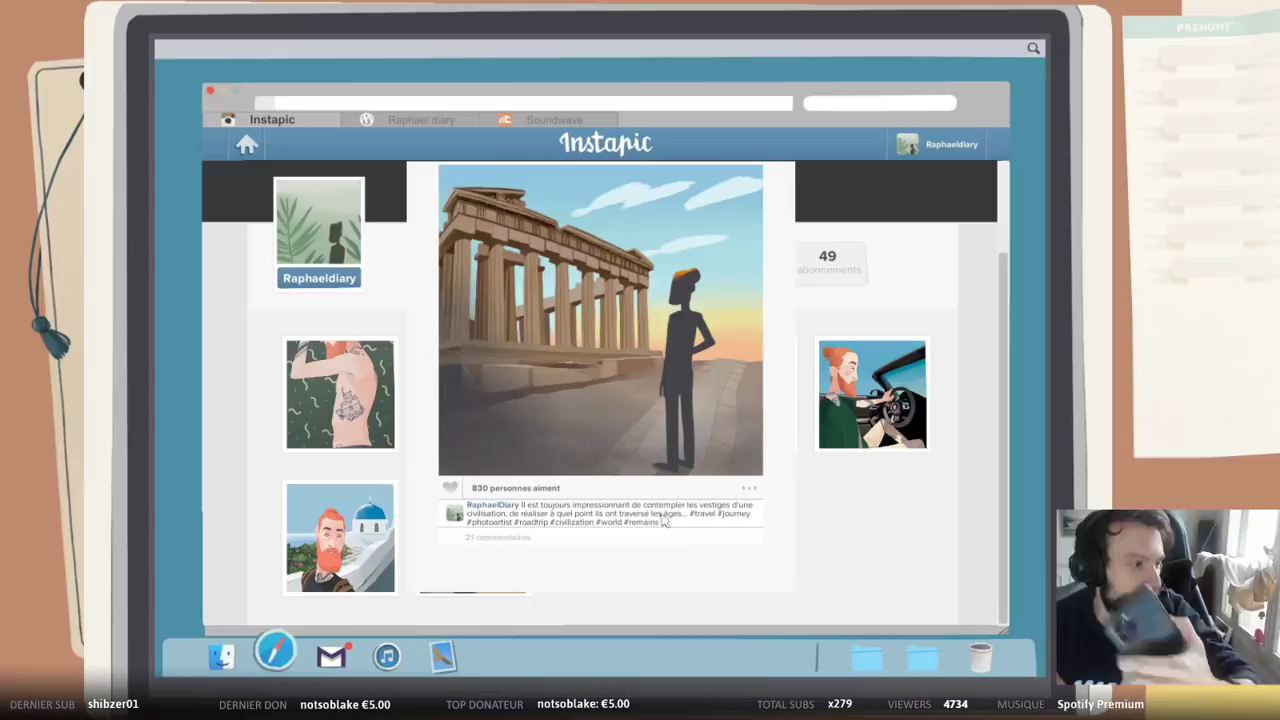 PRENOMS*
Instapic
Raphael diary
Soundwave
Instapic
Raphaeldiary
Raphaeldiary
49
abonnements
830 personnes aiment
RaphaelDiary Il est toujours impressionnant de contempler les vestiges d'une
civilisation, de réaliser à quel point ils ont traversé les âges... #travel #journey
#photoartist #roadtrip #civilization #world #remains
21 commentaires.
DERNIER SUB shibzer01 DERNIER DON notsoblake €5.00 TOP DONATEUR notsoblake: €5.00 TOTAL SUBS x279 VIEWERS 4734 MUSIQUE Spotify Premium